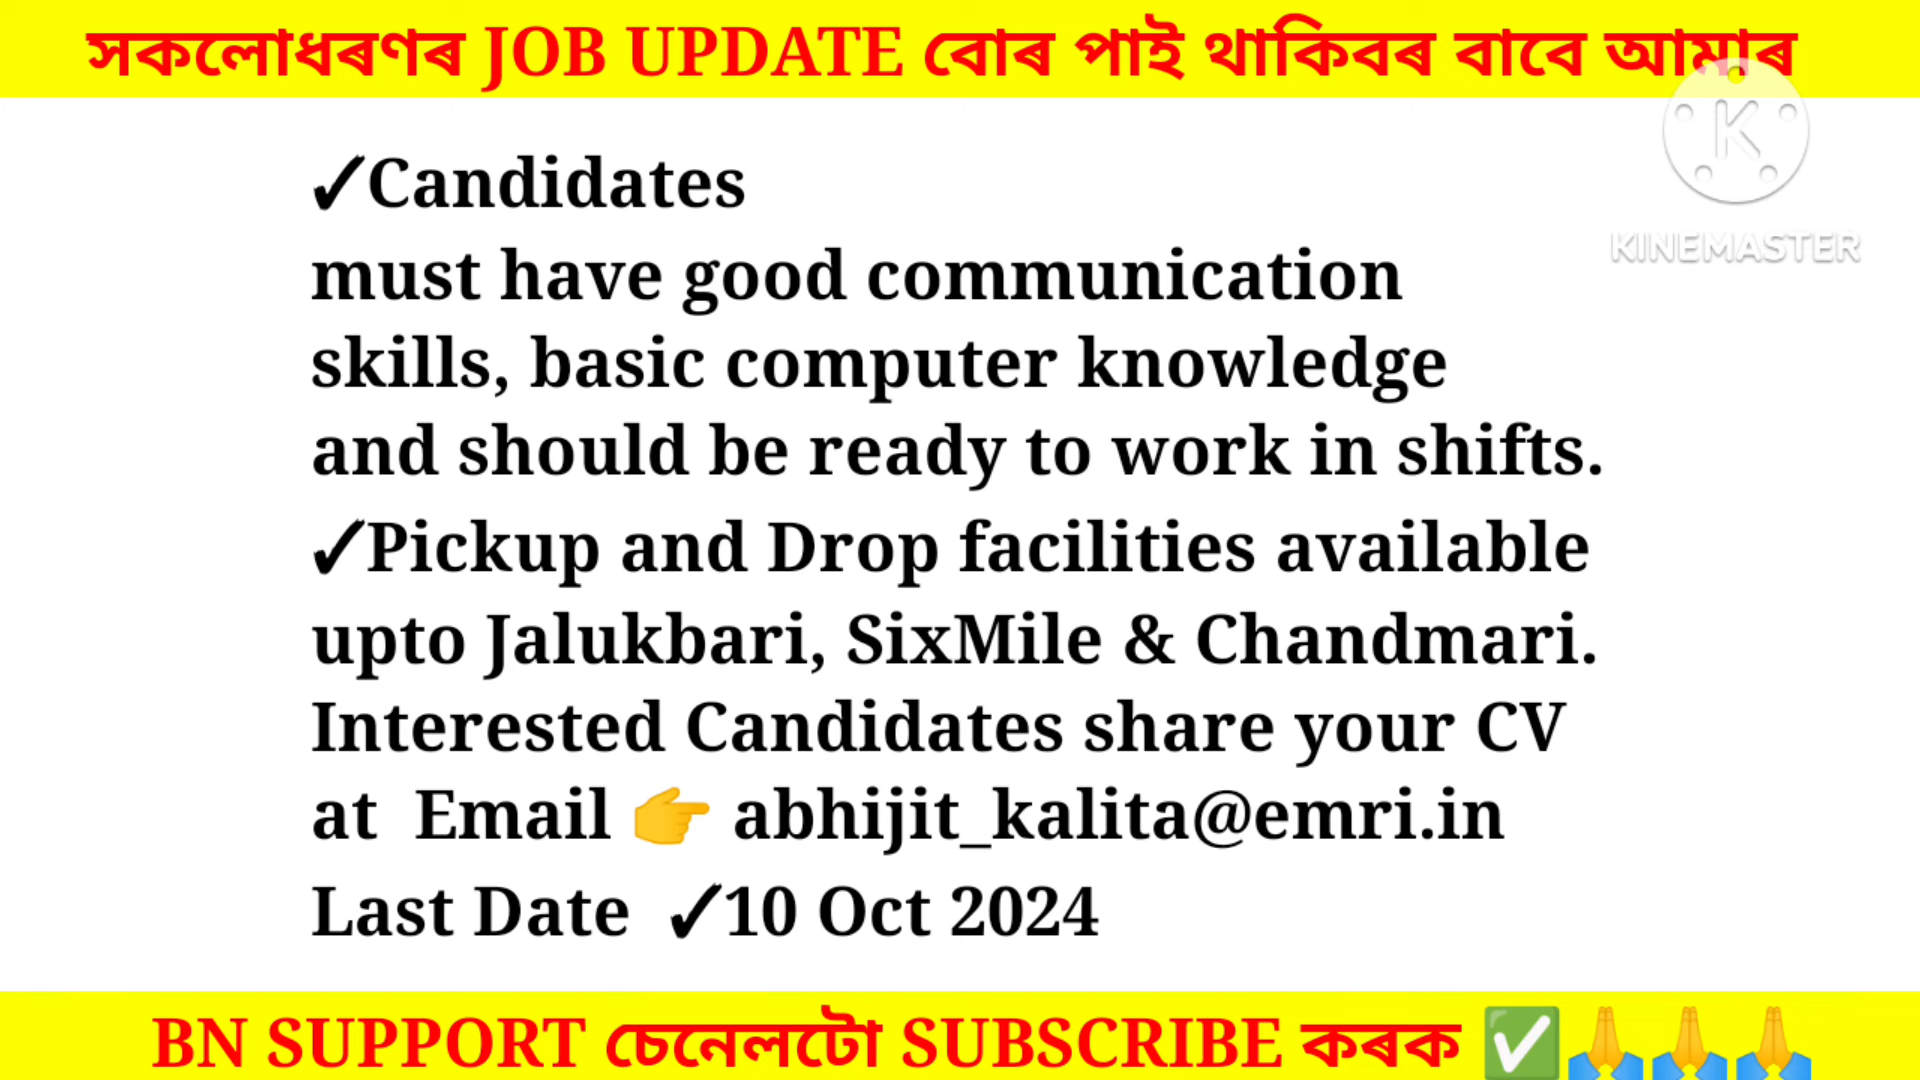 সকলোধৰণৰ JOB UPDATE বোৰ পাই থাকিবৰ বাবে আমাৰ
KINEMASTER
✓Candidates
must have good communication
skills, basic computer knowledge
and should be ready to work in shifts.
✓Pickup and Drop facilities available
upto Jalukbari, SixMile & Chandmari.
Interested Candidates share your CV
at  Email 👉 abhijit_kalita@emri.in
Last Date  ✓10 Oct 2024
BN SUPPORT চেনেলটো SUBSCRIBE কৰক ✅🙏🙏🙏